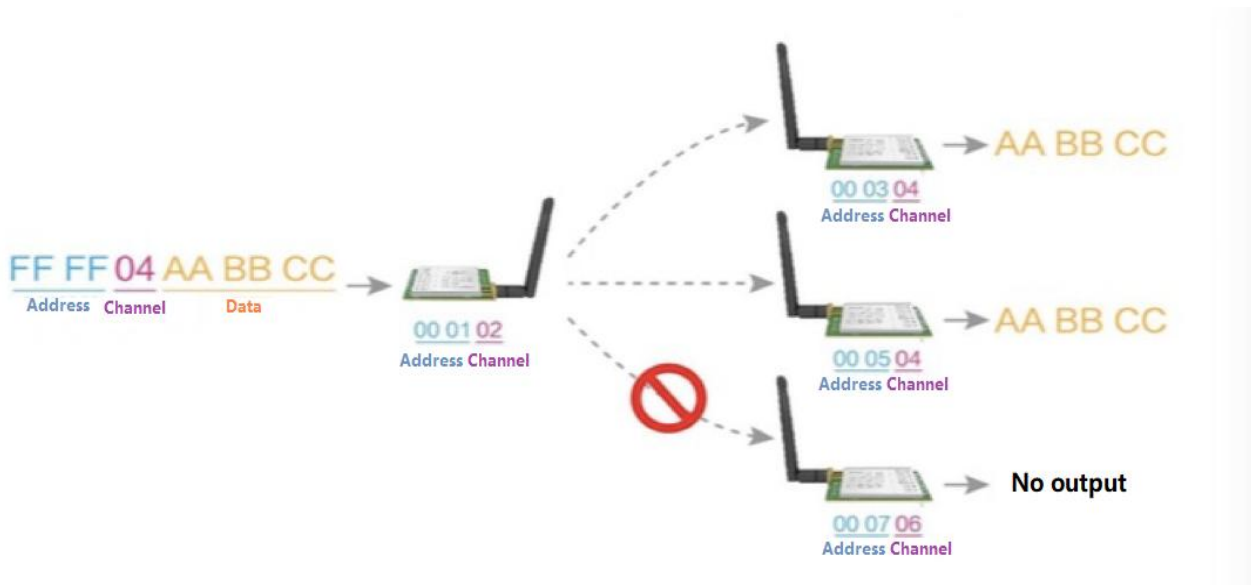 FF FF 04 AA BB CC
Address Channel Data
00 01 02
Address Channel
00 03 04
Address Channel
AA BB CC
00 05 04
Address Channel
AA BB CC
00 07 06
Address Channel
No output